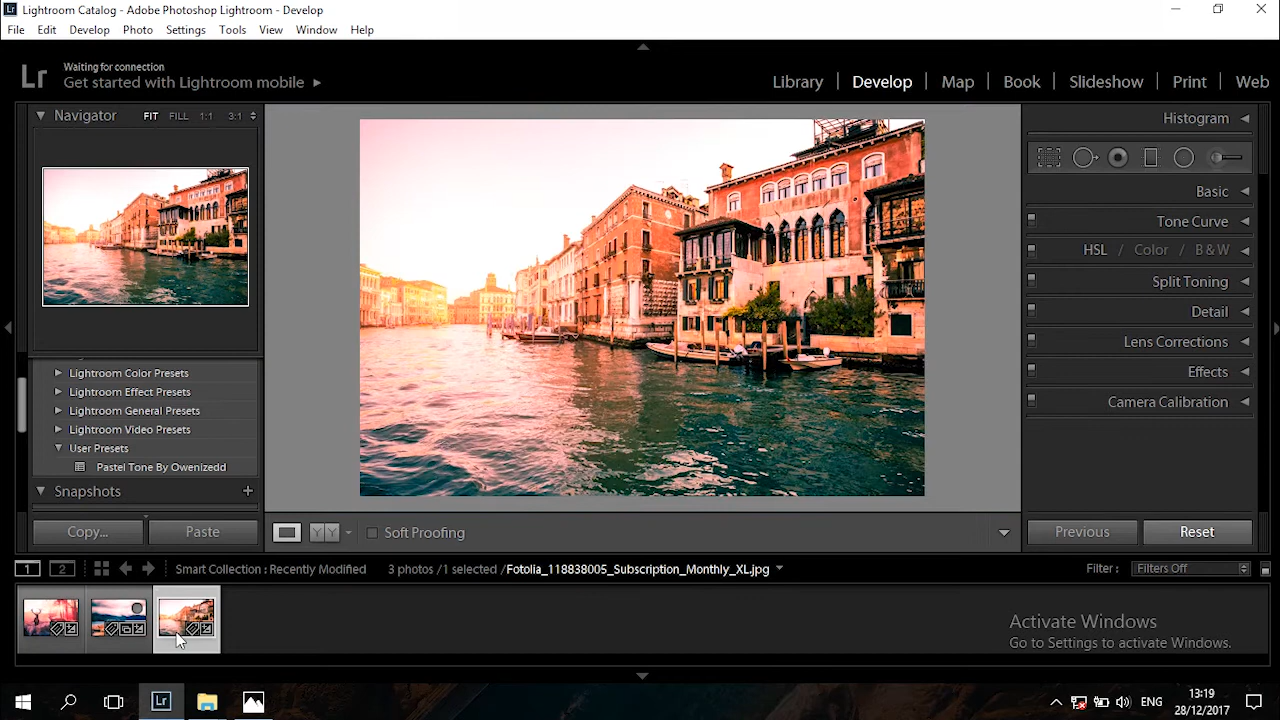 Lightroom Catalog - Adobe Photoshop Lightroom - Develop
File Edit Develop Photo Settings Tools View Window Help
Lr
Waiting for connection
Get started with Lightroom mobile
Library | Develop | Map | Book | Slideshow | Print | Web
Navigator FIT FILL 1:1 3:1
Histogram
Basic
Tone Curve
HSL / Color / B&W
Split Toning
Detail
Lens Corrections
Effects
Camera Calibration
Lightroom Color Presets
Lightroom Effect Presets
Lightroom General Presets
Lightroom Video Presets
User Presets
Pastel Tone By Owenizedd
Snapshots +
Copy... Paste
Y Y
Soft Proofing
Previous Reset
1 2
Smart Collection : Recently Modified 3 photos /1 selected /Fotolia_118838005_Subscription_Monthly_XL.jpg
Filter : Filters Off
Activate Windows
Go to Settings to activate Windows.
Lr
ENG
13:19
28/12/2017